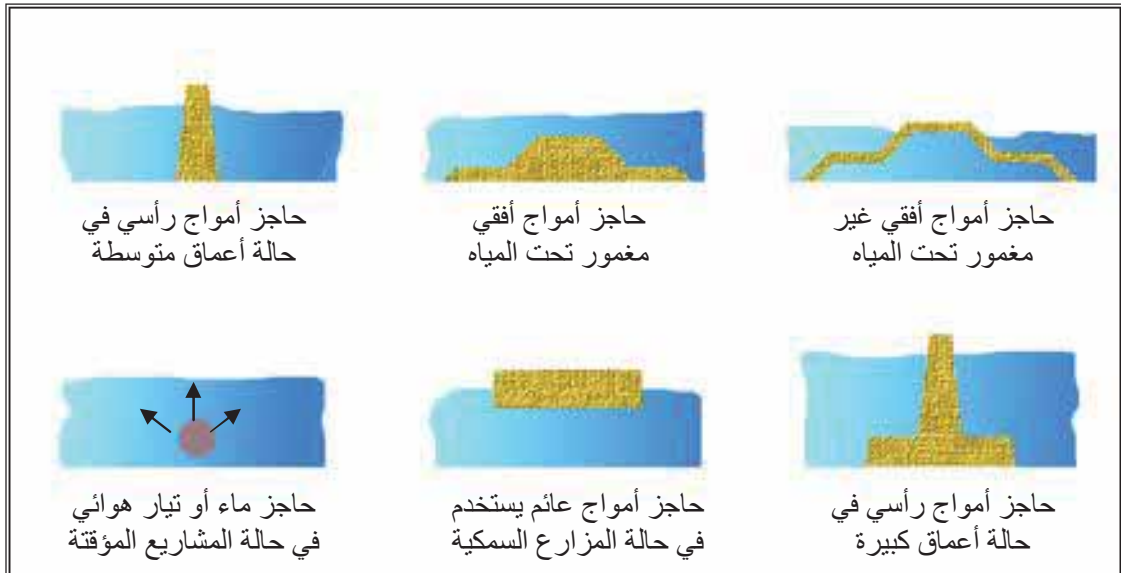 حاجز أمواج أفقي غير
مغمور تحت المياه
حاجز أمواج أفقي
مغمور تحت المياه
حاجز أمواج رأسي في
حالة أعماق متوسطة
حاجز أمواج رأسي في
حالة أعماق كبيرة
حاجز أمواج عائم يستخدم
في حالة المزارع السمكية
حاجز ماء أو تيار هوائي
في حالة المشاريع المؤقتة